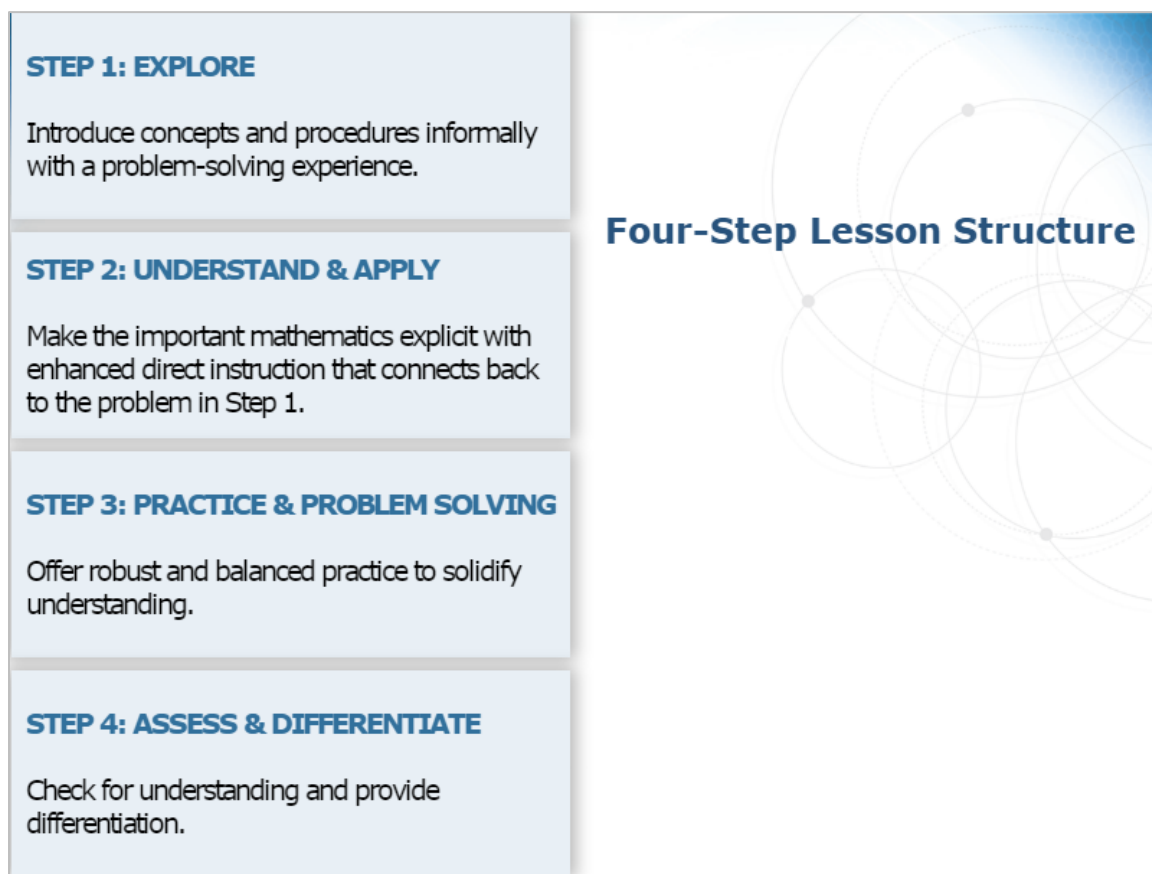 STEP 1: EXPLORE
Introduce concepts and procedures informally
with a problem-solving experience.
STEP 2: UNDERSTAND & APPLY
Make the important mathematics explicit with
enhanced direct instruction that connects back
to the problem in Step 1.
STEP 3: PRACTICE & PROBLEM SOLVING
Offer robust and balanced practice to solidify
understanding.
STEP 4: ASSESS & DIFFERENTIATE
Check for understanding and provide
differentiation.
Four-Step Lesson Structure